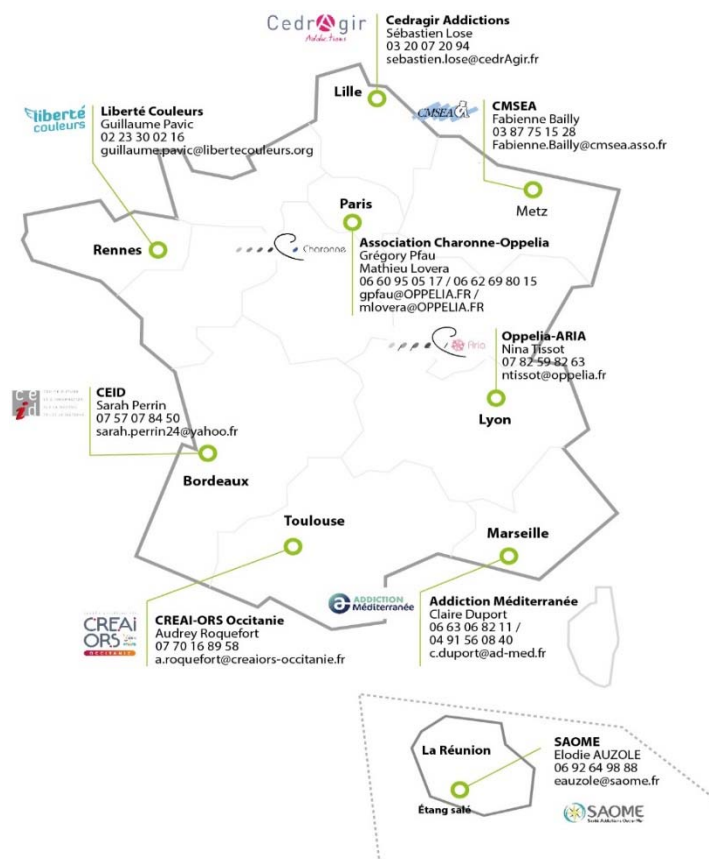 CedrAgir
Addictions
Cedragir Addictions
Sébastien Lose
03 20 07 20 94
sebastien.lose@cedrAgir.fr
Lille
liberté
couleurs
Liberté Couleurs
Guillaume Pavic
02 23 30 02 16
guillaume.pavic@libertecouleurs.org
CMSEA
CMSEA
Fabienne Bailly
03 87 75 15 28
Fabienne.Bailly@cmsea.asso.fr
Metz
Paris
Rennes
Charonne
Association Charonne-Oppelia
Grégory Pfau
Mathieu Lovera
06 60 95 05 17 / 06 62 69 80 15
gpfau@OPPELIA.FR /
mlovera@OPPELIA.FR
Aria
Oppelia-ARIA
Nina Tissot
07 82 59 82 63
ntissot@oppelia.fr
Lyon
ceid
CEID
Sarah Perrin
07 57 07 84 50
sarah.perrin24@yahoo.fr
Bordeaux
Toulouse
Marseille
CREAI
ORS
OCCITANIE
CREAI-ORS Occitanie
Audrey Roquefort
07 70 16 89 58
a.roquefort@creaiors-occitanie.fr
ADDICTION
Méditerranée
Addiction Méditerranée
Claire Duport
06 63 06 82 11 /
04 91 56 08 40
c.duport@ad-med.fr
La Réunion
Étang salé
SAOME
Elodie AUZOLE
06 92 64 98 88
eauzole@saome.fr
SAOME